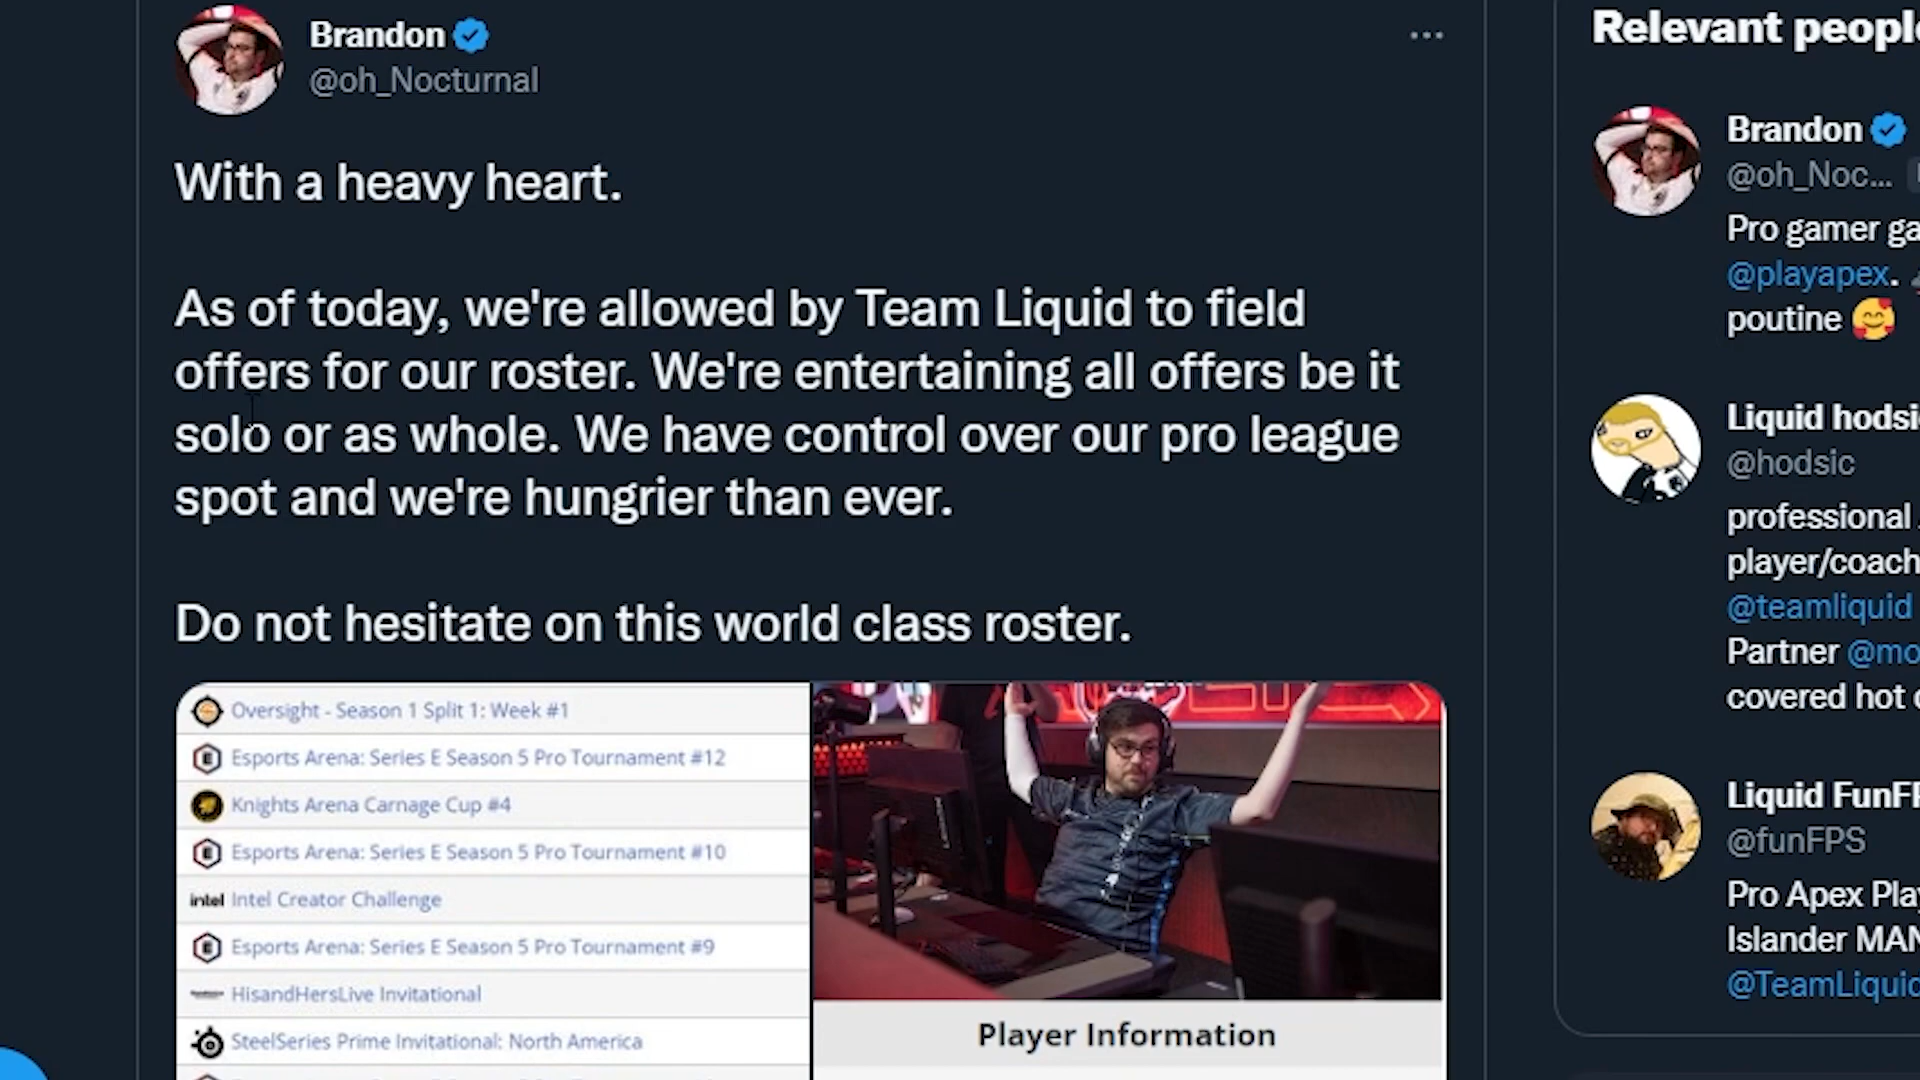 Brandon
@oh_Nocturnal
With a heavy heart.
As of today, we're allowed by Team Liquid to field
offers for our roster. We're entertaining all offers be it
solo or as whole. We have control over our pro league
spot and we're hungrier than ever.
Do not hesitate on this world class roster.
Oversight - Season 1 Split 1: Week #1
Esports Arena: Series E Season 5 Pro Tournament #12
Knights Arena Carnage Cup #4
Esports Arena: Series E Season 5 Pro Tournament #10
intel Intel Creator Challenge
Esports Arena: Series E Season 5 Pro Tournament #9
HisandHersLive Invitational
SteelSeries Prime Invitational: North America
Player Information
Relevant people
Brandon
@oh_Noc...
Pro gamer ga
@playapex.
poutine 🥰
Liquid hodsi
@hodsic
professional
player/coach
@teamliquid
Partner @mo
covered hot
Liquid FunFP
@funFPS
Pro Apex Play
Islander MAN
@TeamLiquid